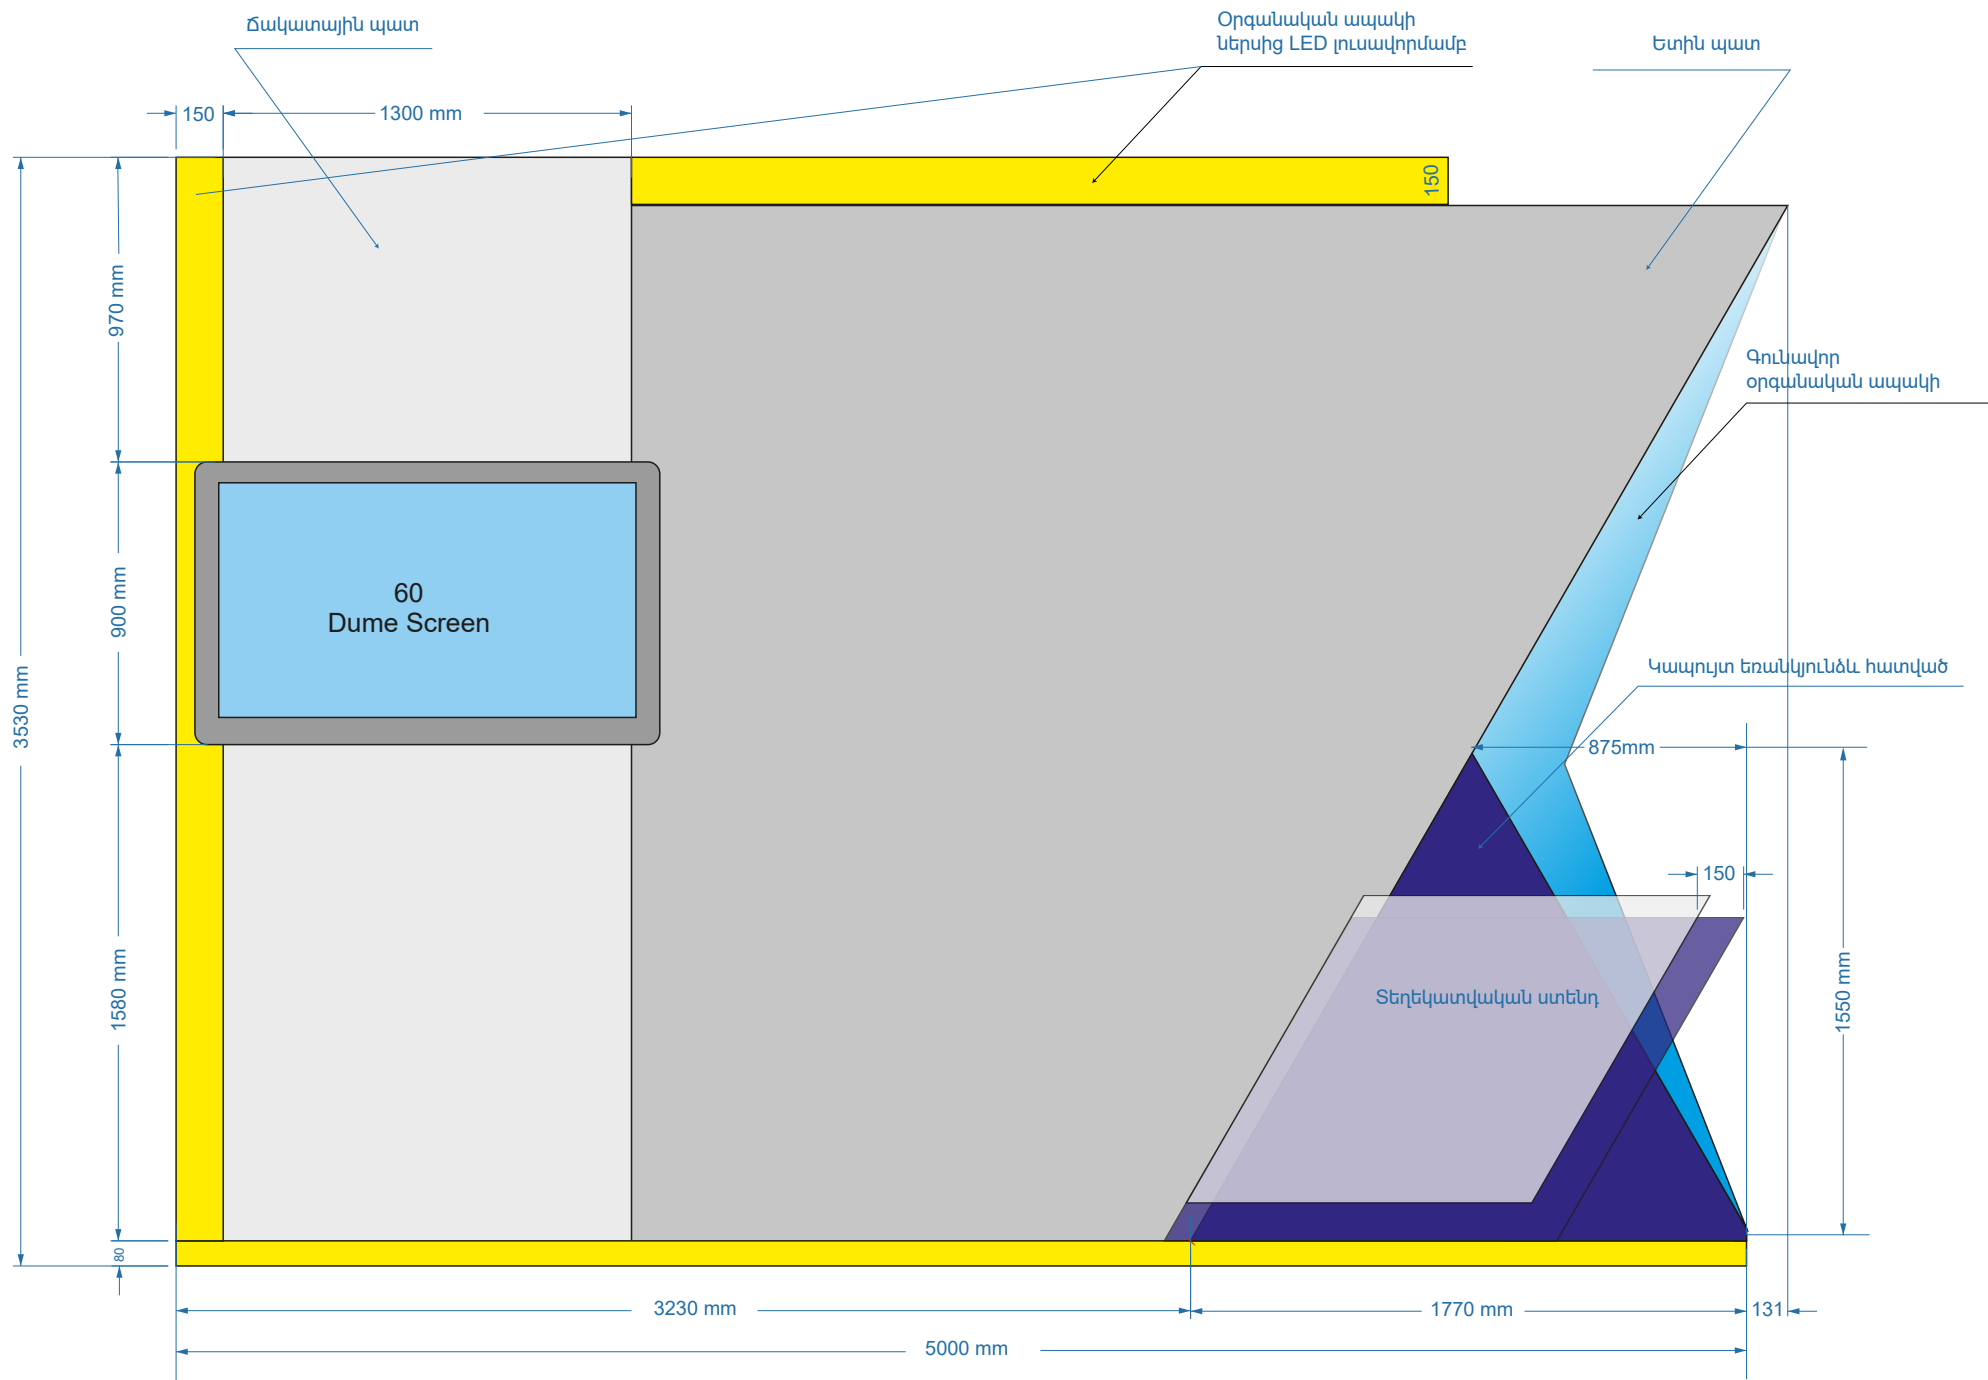 Ճակատային պատ
Օրգանական ապակի
ներսից LED լուսավորմամբ
Ետին պատ
150
1300 mm
150
970 mm
Գունավոր
օրգանական ապակի
60
Dume Screen
900 mm
3530 mm
Կապույտ եռանկյունձև հատված
875mm
150
1580 mm
Տեղեկատվական ստենդ
1550 mm
80
3230 mm
1770 mm
131
5000 mm